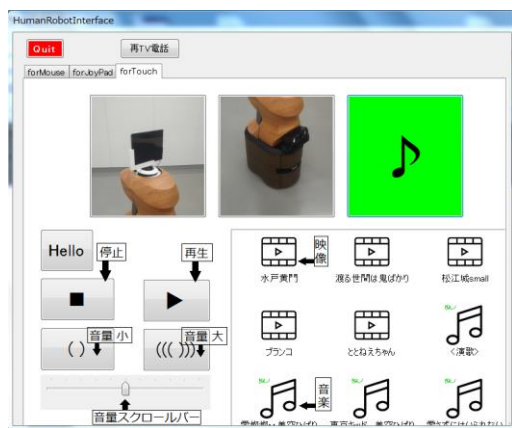 HumanRobotInterface
Quit
再TV電話
forMouse
forJoyPad
forTouch
Hello
停止
再生
■
▶
音量 小
( )
音量 大
((( )))
音量スクロールバー
映像
水戸黄門
渡る世間は鬼ばかり
松江城small
ブランコ
ととねえちゃん
<演歌>
音楽